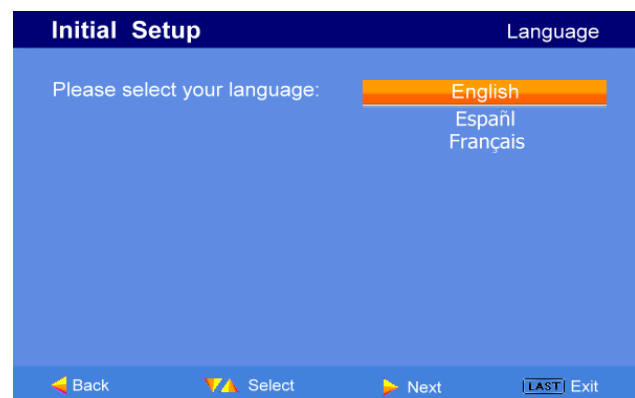 Initial Setup Language
Please select your language: English
Españl
Français
Back Select Next LAST Exit